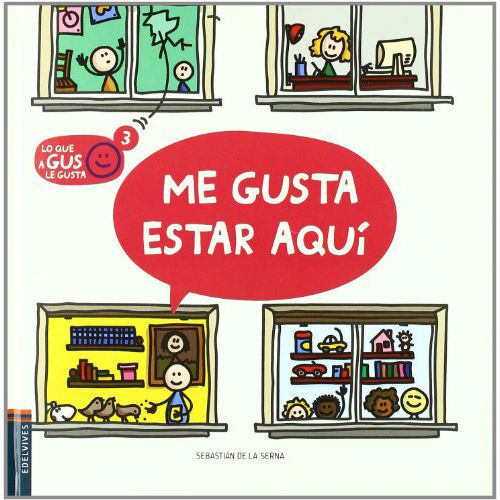 LO QUE
A GUS
LE GUSTA
3
ME GUSTA
ESTAR AQUÍ
SEBASTIÁN DE LA SERNA
EDELVIVES